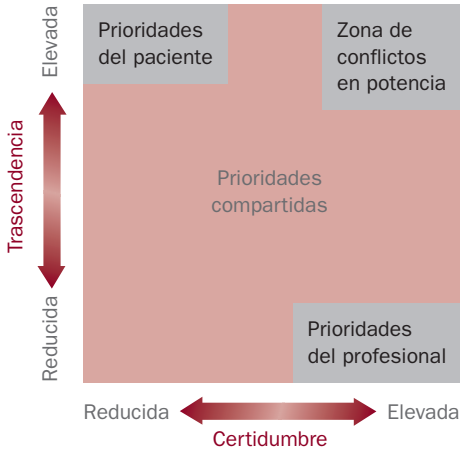 Elevada
Trascendencia
Reducida
Prioridades
del paciente
Zona de
conflictos
en potencia
Prioridades
compartidas
Prioridades
del profesional
Reducida
Elevada
Certidumbre